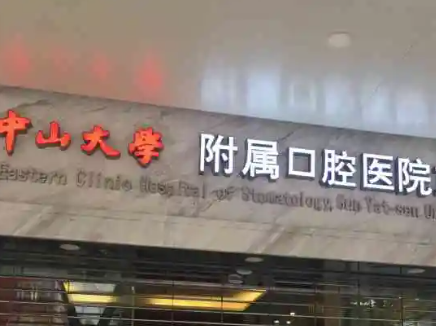 中山大學 附属口腔医院
Eastern Clinic Hospital of Stomatology, Sun Yat-sen